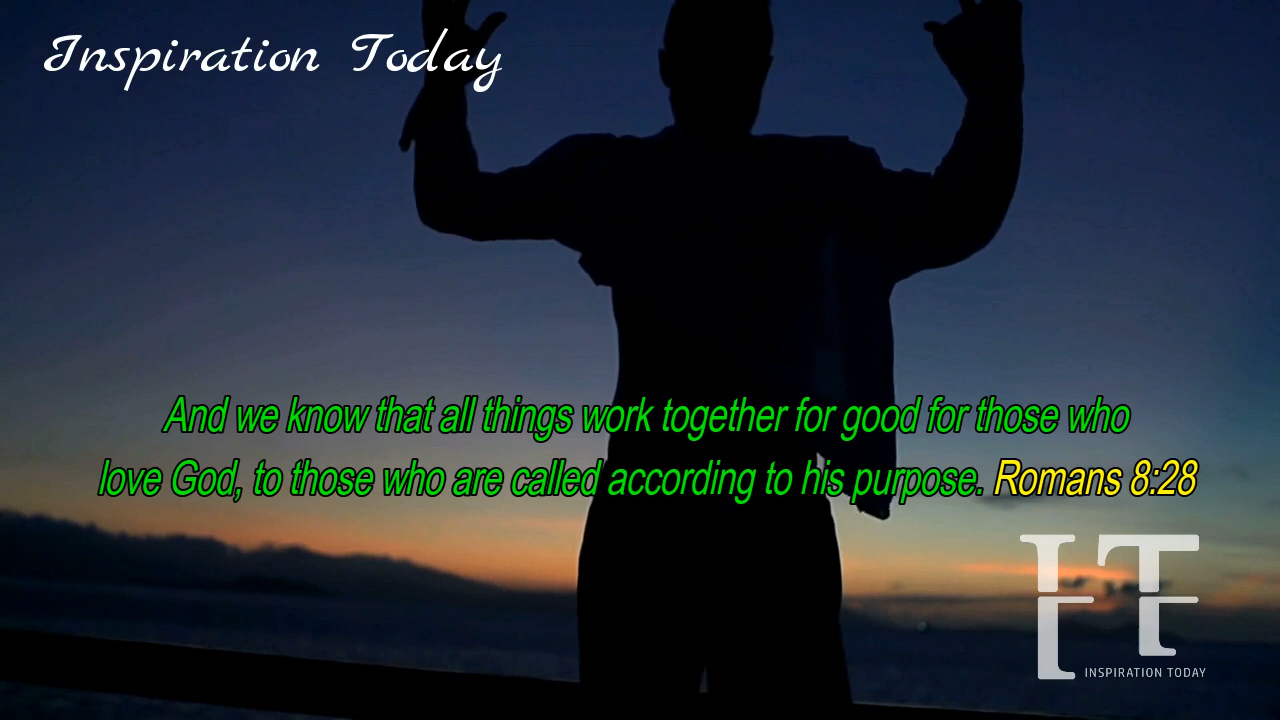 Inspiration Today
And we know that all things work together for good for those who
love God, to those who are called according to his purpose. Romans 8:28
IT
INSPIRATION TODAY